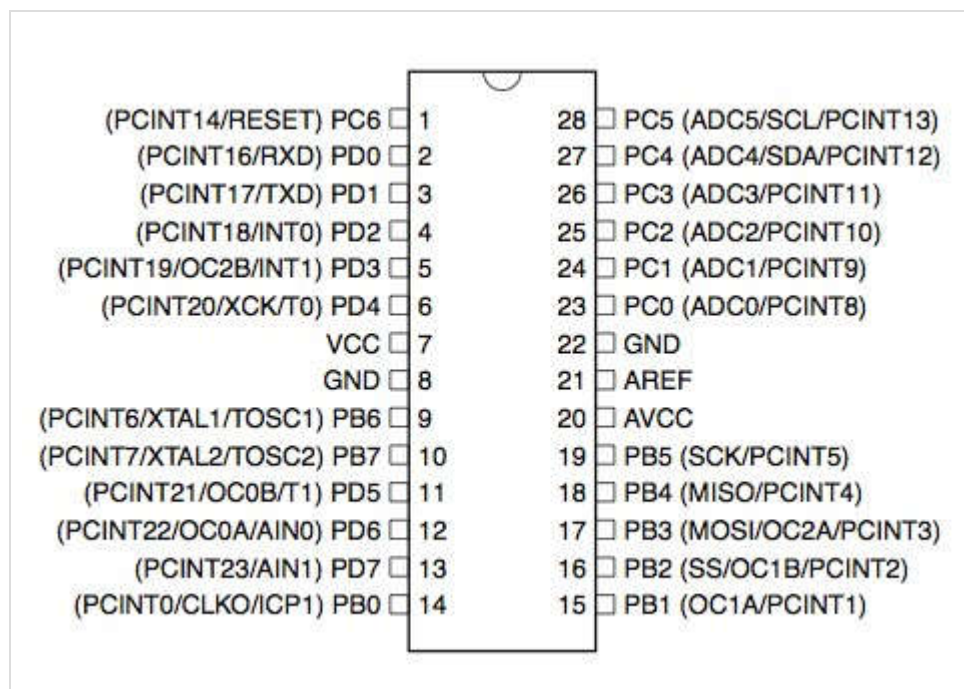 (PCINT14/RESET) PC6 1 28 PC5 (ADC5/SCL/PCINT13)
(PCINT16/RXD) PD0 2 27 PC4 (ADC4/SDA/PCINT12)
(PCINT17/TXD) PD1 3 26 PC3 (ADC3/PCINT11)
(PCINT18/INT0) PD2 4 25 PC2 (ADC2/PCINT10)
(PCINT19/OC2B/INT1) PD3 5 24 PC1 (ADC1/PCINT9)
(PCINT20/XCK/T0) PD4 6 23 PC0 (ADC0/PCINT8)
VCC 7 22 GND
GND 8 21 AREF
(PCINT6/XTAL1/TOSC1) PB6 9 20 AVCC
(PCINT7/XTAL2/TOSC2) PB7 10 19 PB5 (SCK/PCINT5)
(PCINT21/OC0B/T1) PD5 11 18 PB4 (MISO/PCINT4)
(PCINT22/OC0A/AIN0) PD6 12 17 PB3 (MOSI/OC2A/PCINT3)
(PCINT23/AIN1) PD7 13 16 PB2 (SS/OC1B/PCINT2)
(PCINT0/CLKO/ICP1) PB0 14 15 PB1 (OC1A/PCINT1)